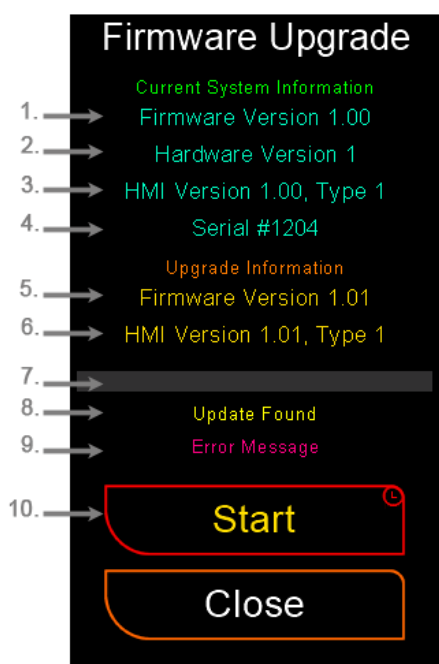 Firmware Upgrade
Current System Information
1. Firmware Version 1.00
2. Hardware Version 1
3. HMI Version 1.00, Type 1
4. Serial #1204
Upgrade Information
5. Firmware Version 1.01
6. HMI Version 1.01, Type 1
7.
8. Update Found
9. Error Message
10. Start
Close